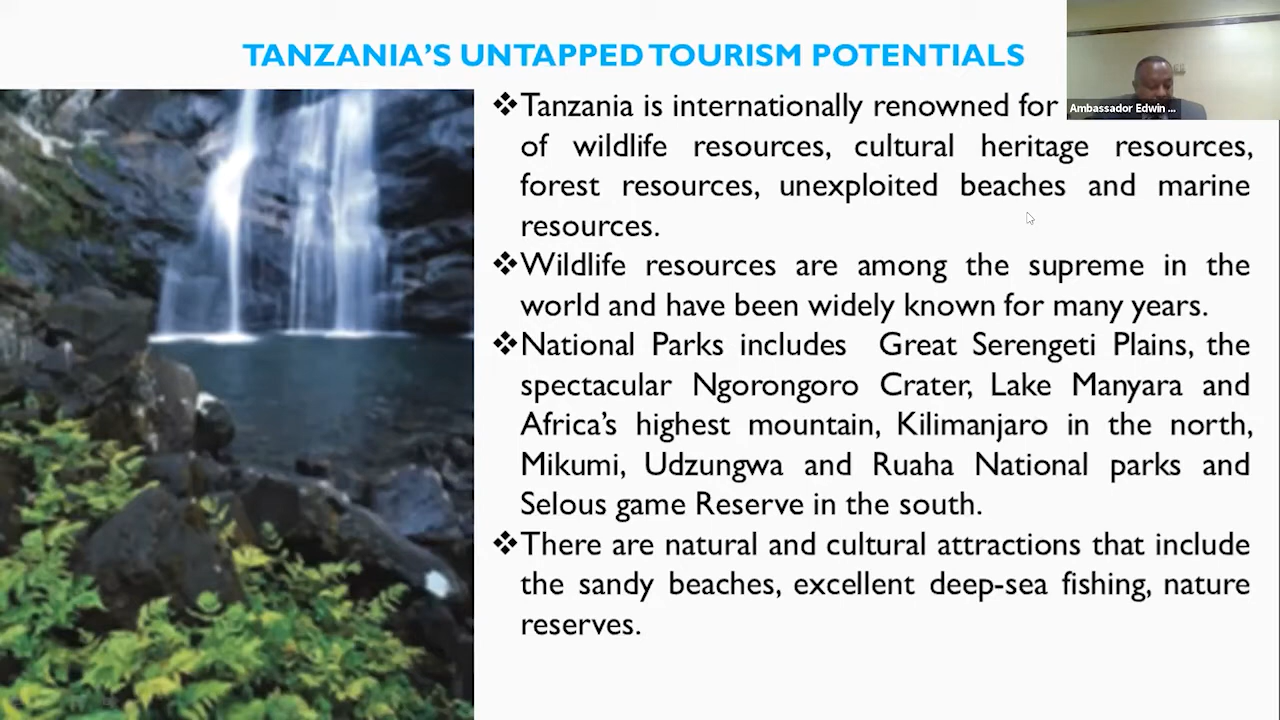 TANZANIA’S UNTAPPED TOURISM POTENTIALS
Ambassador Edwin ...
❖Tanzania is internationally renowned for
of wildlife resources, cultural heritage resources,
forest resources, unexploited beaches and marine
resources.
❖Wildlife resources are among the supreme in the
world and have been widely known for many years.
❖National Parks includes Great Serengeti Plains, the
spectacular Ngorongoro Crater, Lake Manyara and
Africa’s highest mountain, Kilimanjaro in the north,
Mikumi, Udzungwa and Ruaha National parks and
Selous game Reserve in the south.
❖There are natural and cultural attractions that include
the sandy beaches, excellent deep-sea fishing, nature
reserves.